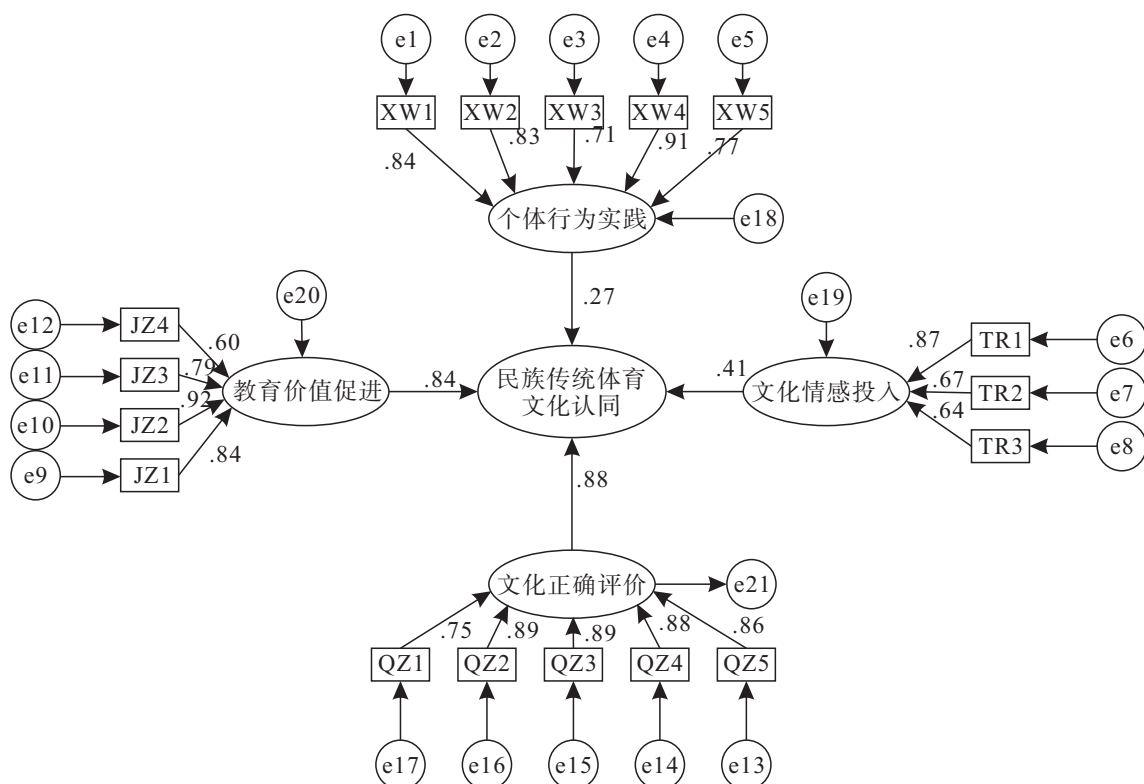 e1 e2 e3 e4 e5
XW1 XW2 XW3 XW4 XW5
.84 .83 .71 .91 .77
个体行为实践 e18
.27
e20 e19
e12 JZ4 .60
e11 JZ3 .79
e10 JZ2 .92
e9 JZ1 .84
教育价值促进 .84
民族传统体育
文化认同
.41 文化情感投入
.87 TR1 e6
.67 TR2 e7
.64 TR3 e8
.88
文化正确评价 e21
.75 .89 .89 .88 .86
QZ1 QZ2 QZ3 QZ4 QZ5
e17 e16 e15 e14 e13